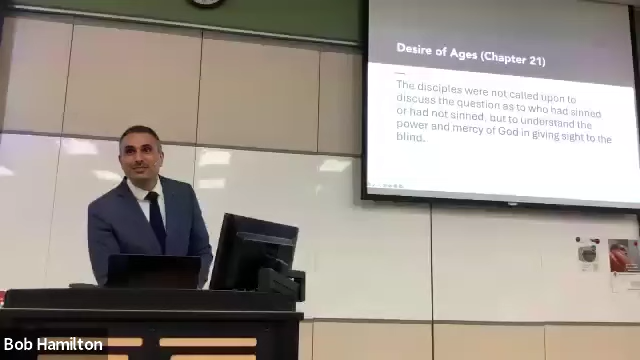 Desire of Ages (Chapter 21)
The disciples were not called upon to
discuss the question as to who had sinned
or had not sinned, but to understand the
power and mercy of God in giving sight to the
blind.
Bob Hamilton